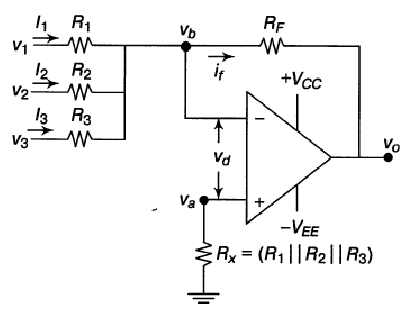 I1 R1
v1
I2 R2
v2
I3 R3
v3
vb
RF
if
+VCC
−
vd
va
+
vo
−VEE
Rx = (R1||R2||R3)